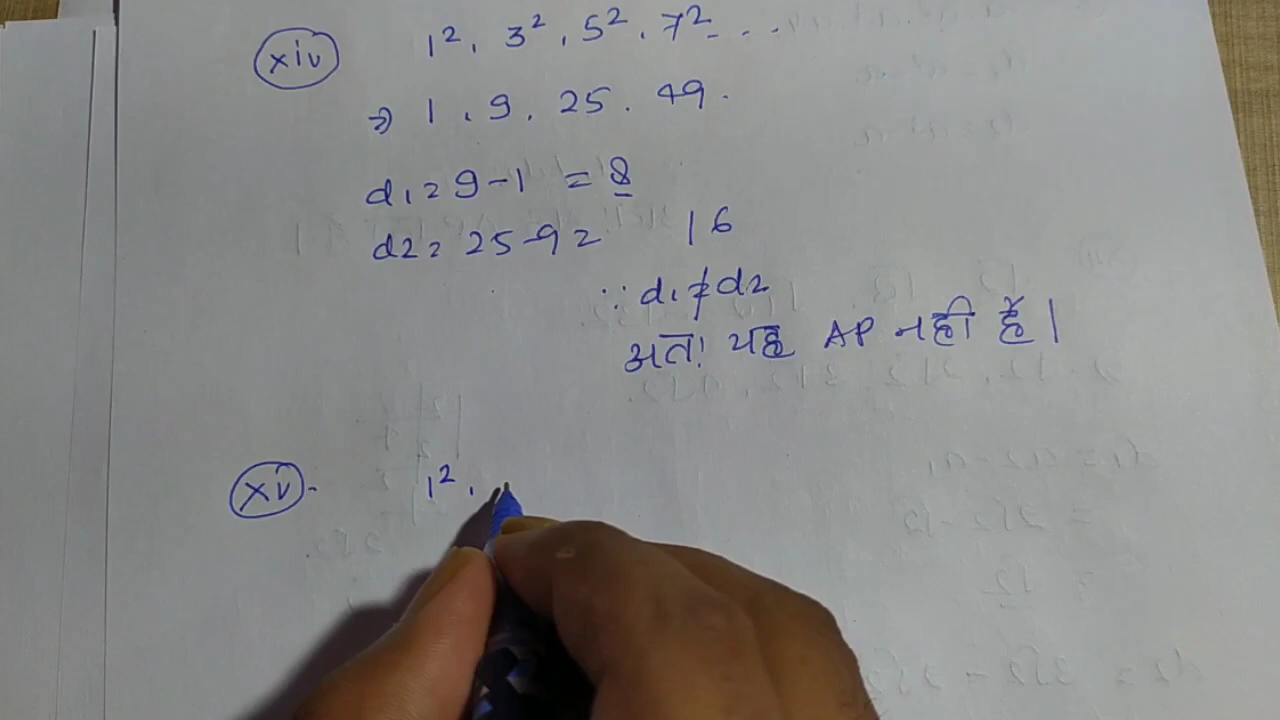 xiv 1², 3², 5², 7² ....
⇒ 1, 9, 25, 49.
d₁ = 9-1 = 8
d2 = 25-9 = 16
∵ d₁ ≠ d2
अतः यह AP नहीं है।
xv. 1²,